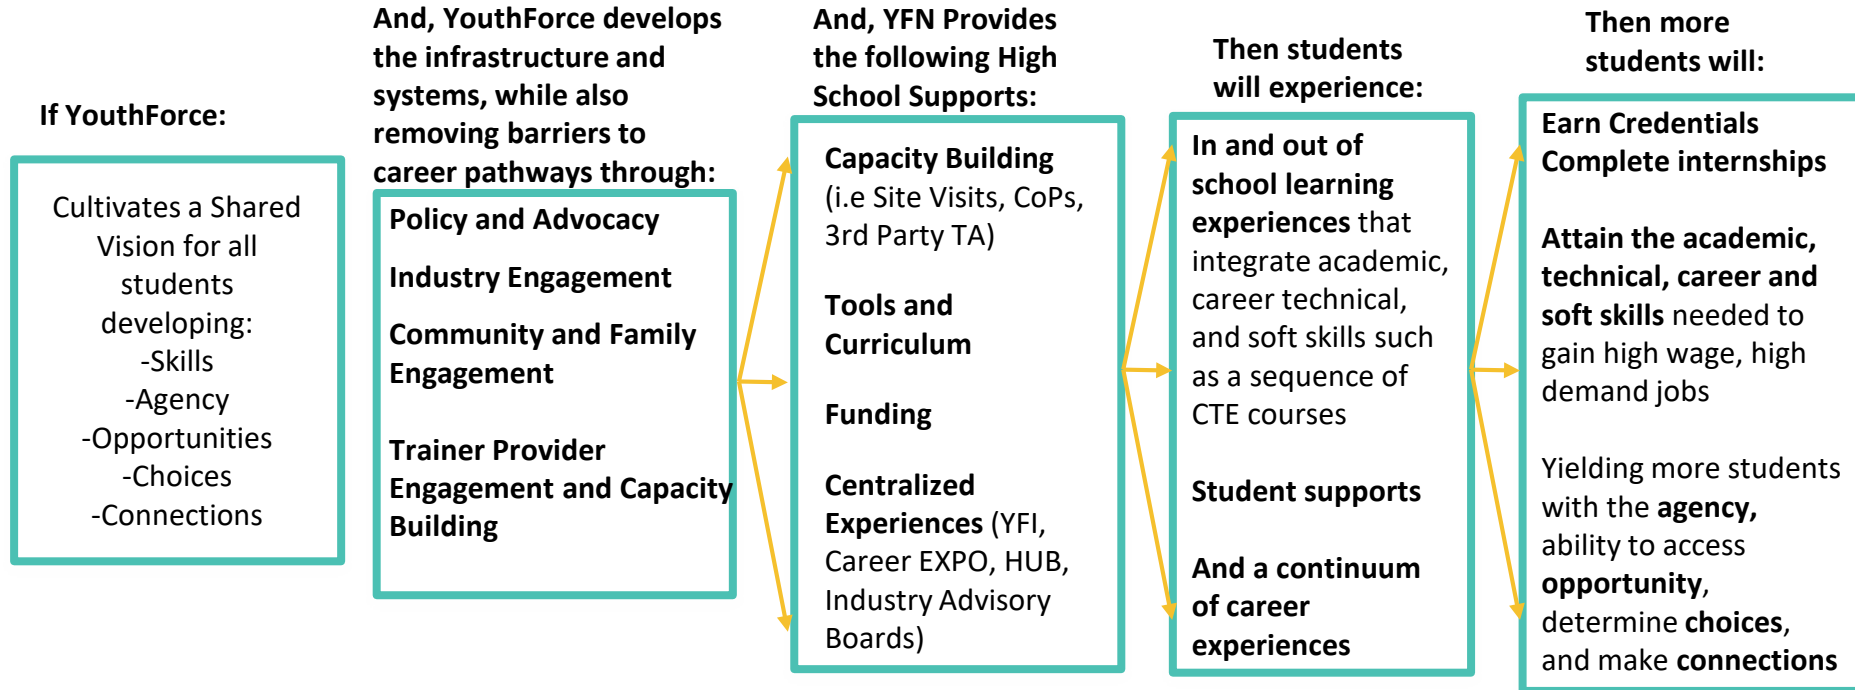 If YouthForce:
Cultivates a Shared
Vision for all
students
developing:
-Skills
-Agency
-Opportunities
-Choices
-Connections
And, YouthForce develops
the infrastructure and
systems, while also
removing barriers to
career pathways through:
Policy and Advocacy
Industry Engagement
Community and Family
Engagement
Trainer Provider
Engagement and Capacity
Building
And, YFN Provides
the following High
School Supports:
Capacity Building
(i.e Site Visits, CoPs,
3rd Party TA)
Tools and
Curriculum
Funding
Centralized
Experiences (YFI,
Career EXPO, HUB,
Industry Advisory
Boards)
Then students
will experience:
In and out of
school learning
experiences that
integrate academic,
career technical,
and soft skills such
as a sequence of
CTE courses
Student supports
And a continuum
of career
experiences
Then more
students will:
Earn Credentials
Complete internships
Attain the academic,
technical, career and
soft skills needed to
gain high wage, high
demand jobs
Yielding more students
with the agency,
ability to access
opportunity,
determine choices,
and make connections